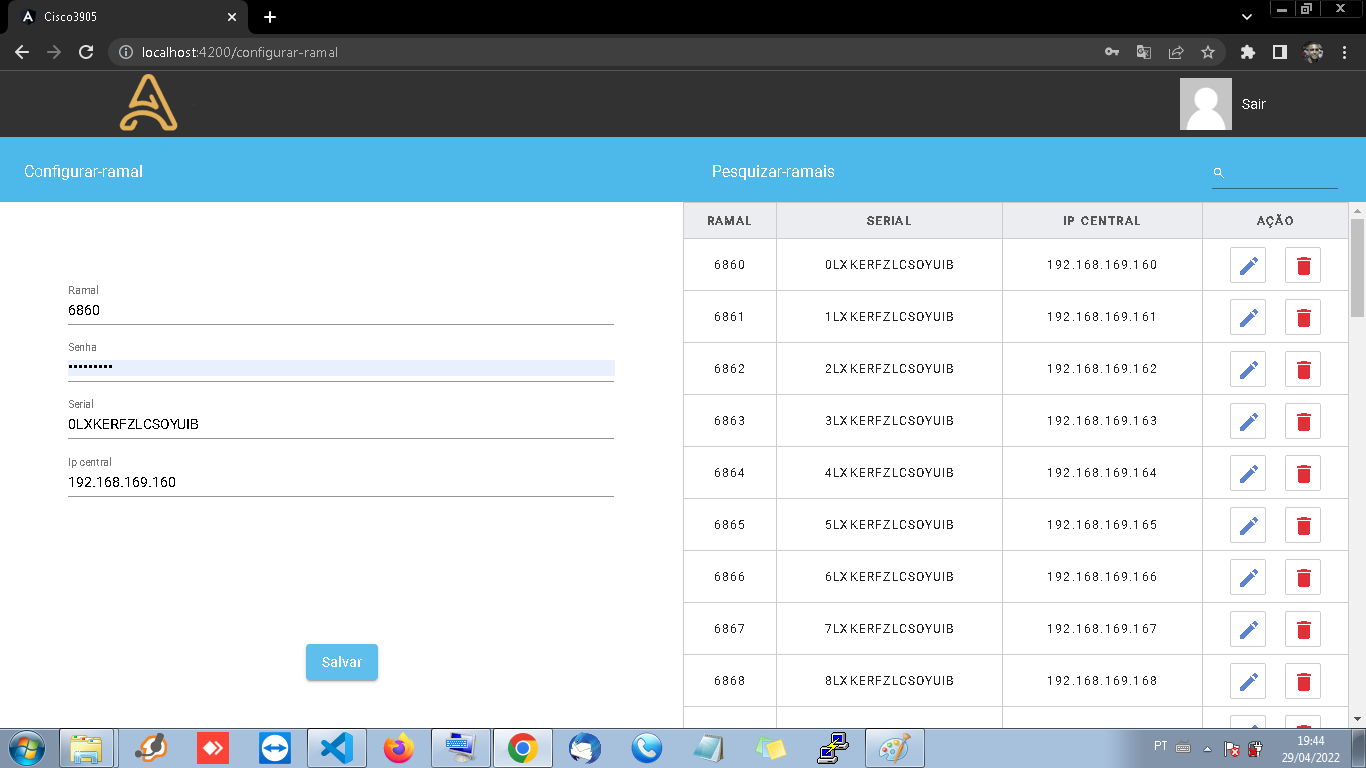 Cisco3905
localhost:4200/configurar-ramal
Sair
Configurar-ramal
Pesquizar-ramais
Ramal
6860
Senha
•••••••••
Serial
0LXKERFZLCSOYUIB
Ip central
192.168.169.160
Salvar
RAMAL SERIAL IP CENTRAL AÇÃO
6860 0LXKERFZLCSOYUIB 192.168.169.160
6861 1LXKERFZLCSOYUIB 192.168.169.161
6862 2LXKERFZLCSOYUIB 192.168.169.162
6863 3LXKERFZLCSOYUIB 192.168.169.163
6864 4LXKERFZLCSOYUIB 192.168.169.164
6865 5LXKERFZLCSOYUIB 192.168.169.165
6866 6LXKERFZLCSOYUIB 192.168.169.166
6867 7LXKERFZLCSOYUIB 192.168.169.167
6868 8LXKERFZLCSOYUIB 192.168.169.168
PT
19:44
29/04/2022